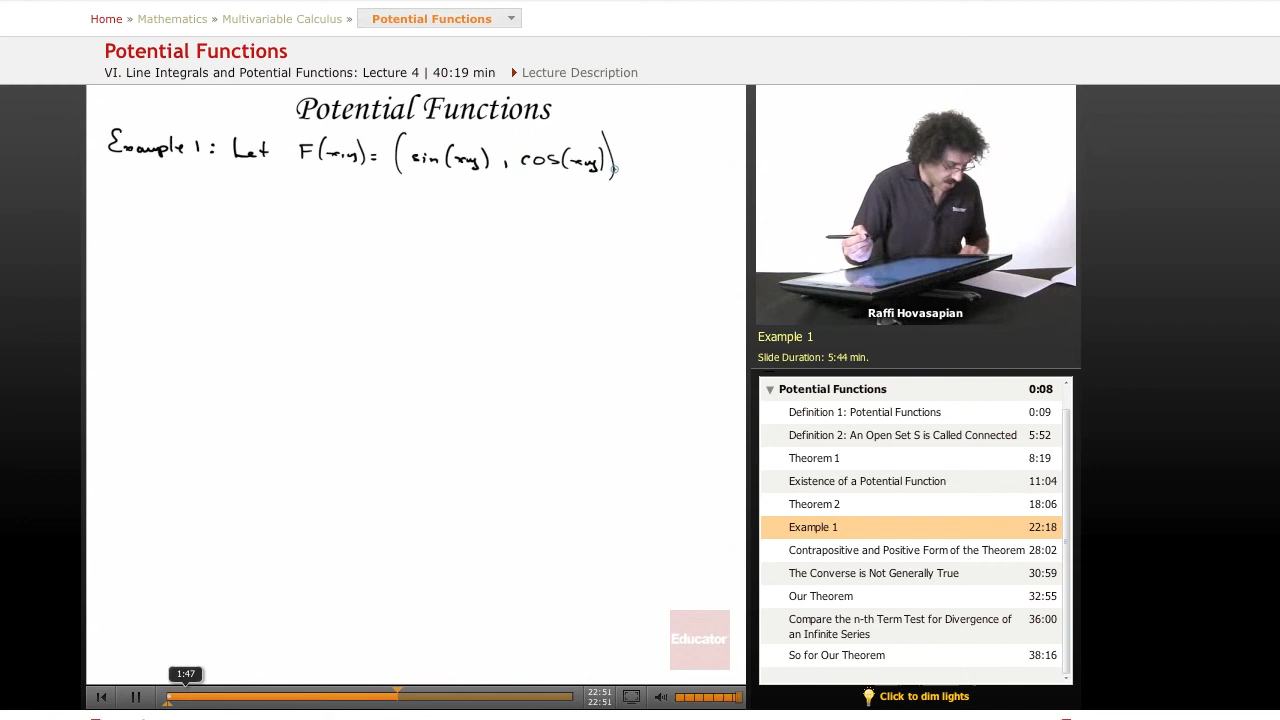 Home » Mathematics » Multivariable Calculus » Potential Functions
Potential Functions
VI. Line Integrals and Potential Functions: Lecture 4 | 40:19 min Lecture Description
Potential Functions
Example 1: Let F(x,y) = (sin(xy), cos(xy))
Educator
Raffi Hovasapian
Example 1
Slide Duration: 5:44 min.
Potential Functions 0:08
Definition 1: Potential Functions 0:09
Definition 2: An Open Set S is Called Connected 5:52
Theorem 1 8:19
Existence of a Potential Function 11:04
Theorem 2 18:06
Example 1 22:18
Contrapositive and Positive Form of the Theorem 28:02
The Converse is Not Generally True 30:59
Our Theorem 32:55
Compare the n-th Term Test for Divergence of 36:00
an Infinite Series
So for Our Theorem 38:16
1:47
22:51
22:51
Click to dim lights